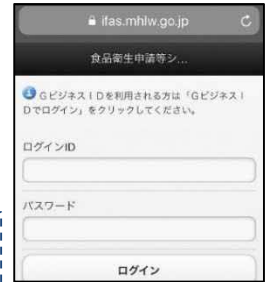 ifas.mhlw.go.jp
食品衛生申請等シ...
GビジネスIDを利用される方は「GビジネスI
Dでログイン」をクリックしてください。
ログインID
パスワード
ログイン